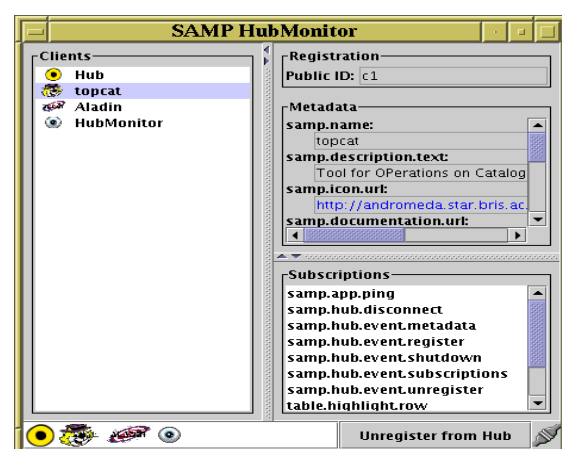 SAMP HubMonitor
Clients
Hub
topcat
Aladin
HubMonitor
Registration
Public ID: c1
Metadata
samp.name:
topcat
samp.description.text:
Tool for OPerations on Catalog
samp.icon.url:
http://andromeda.star.bris.ac.
samp.documentation.url:
Subscriptions
samp.app.ping
samp.hub.disconnect
samp.hub.event.metadata
samp.hub.event.register
samp.hub.event.shutdown
samp.hub.event.subscriptions
samp.hub.event.unregister
table.highlight.row
Unregister from Hub